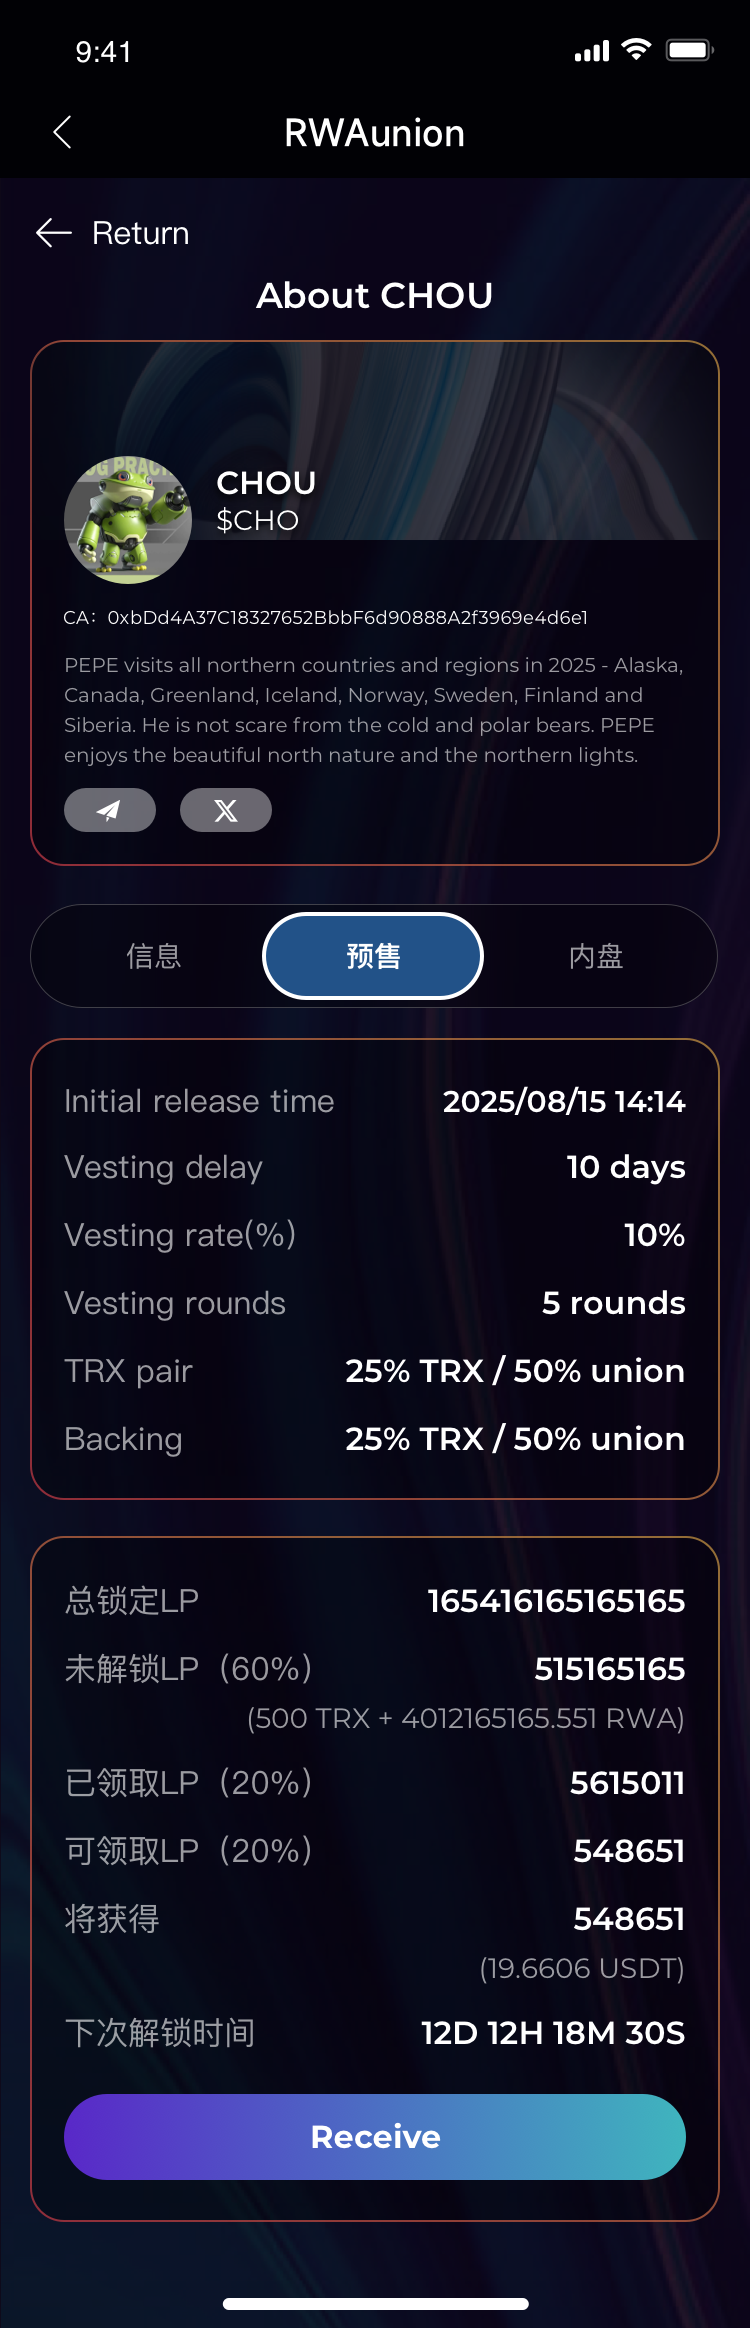 9:41
RWAunion
Return
About CHOU
CHOU
$CHO
CA: 0xbDd4A37C18327652BbbF6d90888A2f3969e4d6e1
PEPE visits all northern countries and regions in 2025 - Alaska,
Canada, Greenland, Iceland, Norway, Sweden, Finland and
Siberia. He is not scare from the cold and polar bears. PEPE
enjoys the beautiful north nature and the northern lights.
信息 预售 内盘
Initial release time 2025/08/15 14:14
Vesting delay 10 days
Vesting rate(%) 10%
Vesting rounds 5 rounds
TRX pair 25% TRX / 50% union
Backing 25% TRX / 50% union
总锁定LP 165416165165165
未解锁LP（60%） 515165165
(500 TRX + 4012165165.551 RWA)
已领取LP（20%） 5615011
可领取LP（20%） 548651
将获得 548651
(19.6606 USDT)
下次解锁时间 12D 12H 18M 30S
Receive